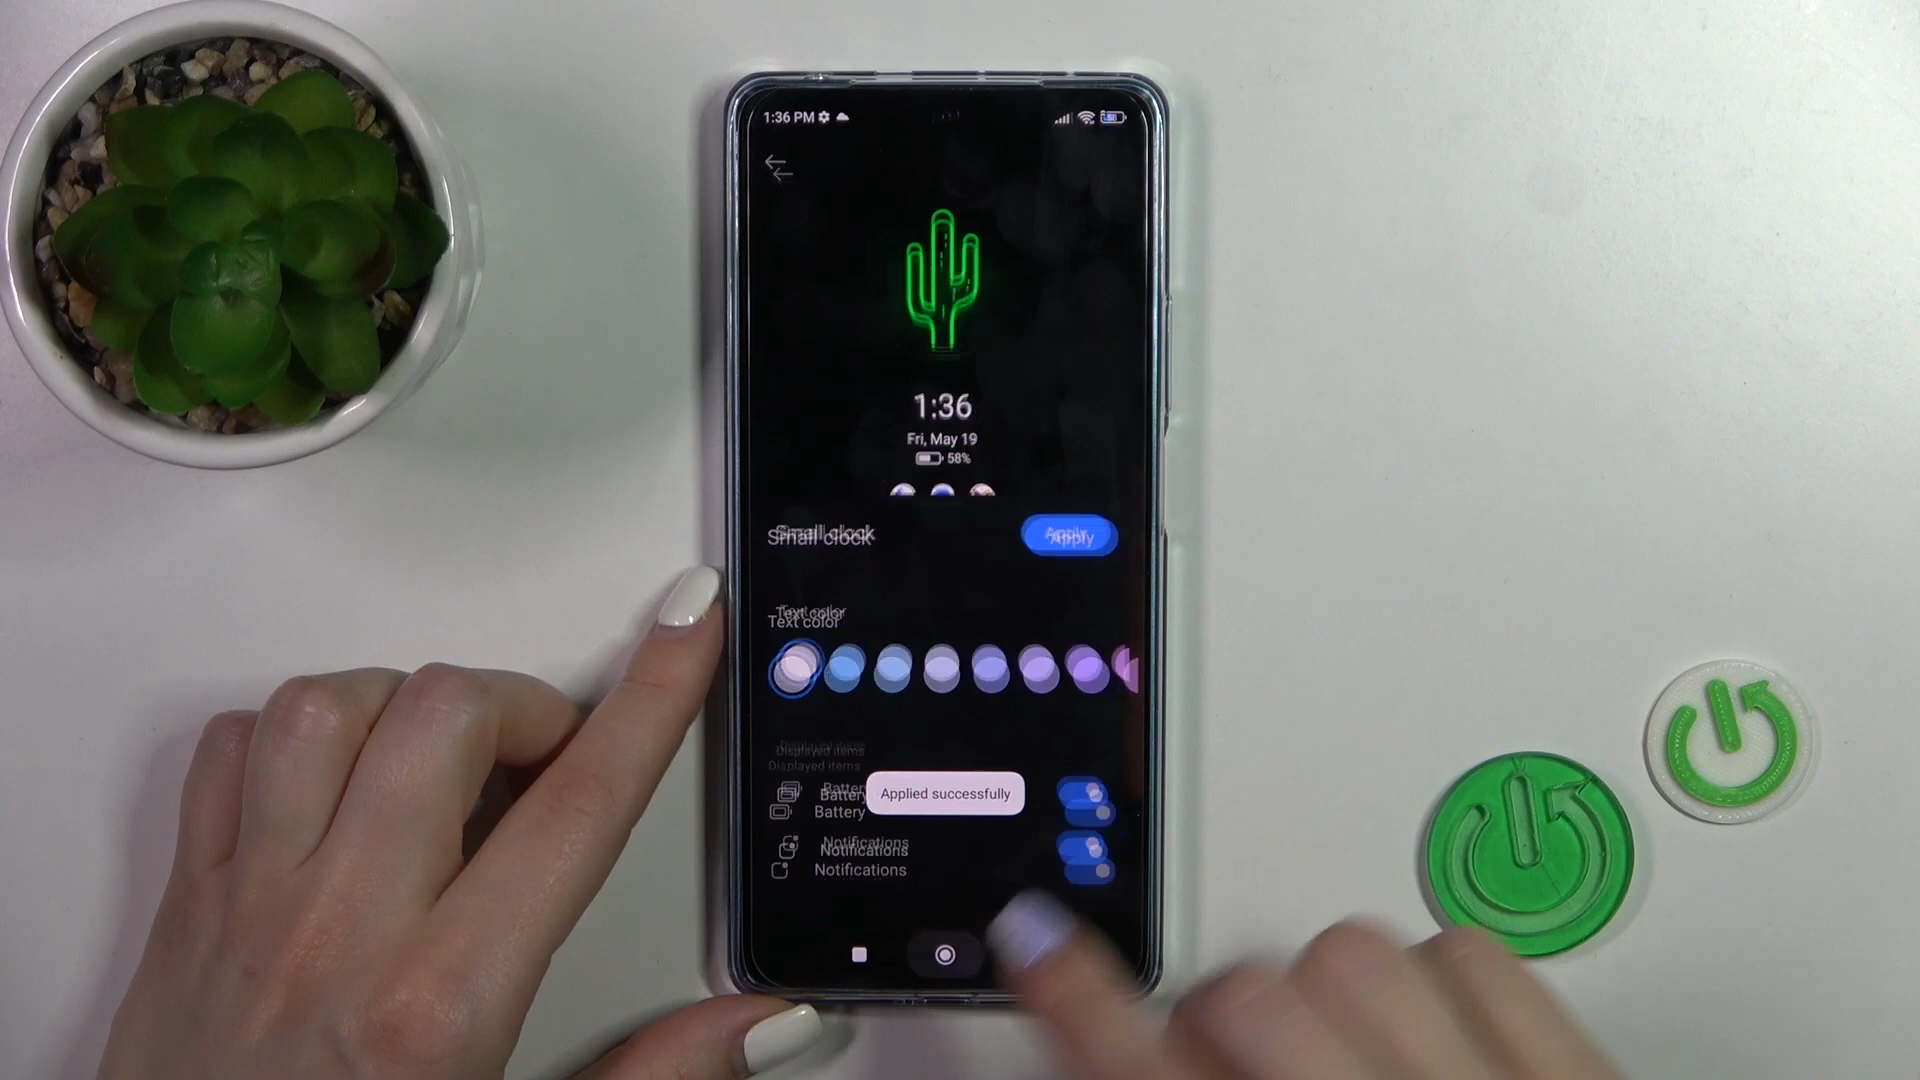 1:36 PM
58
1:36
Fri, May 19
58%
Small clock
Apply
Text color
Displayed items
Applied successfully
Battery
Notifications